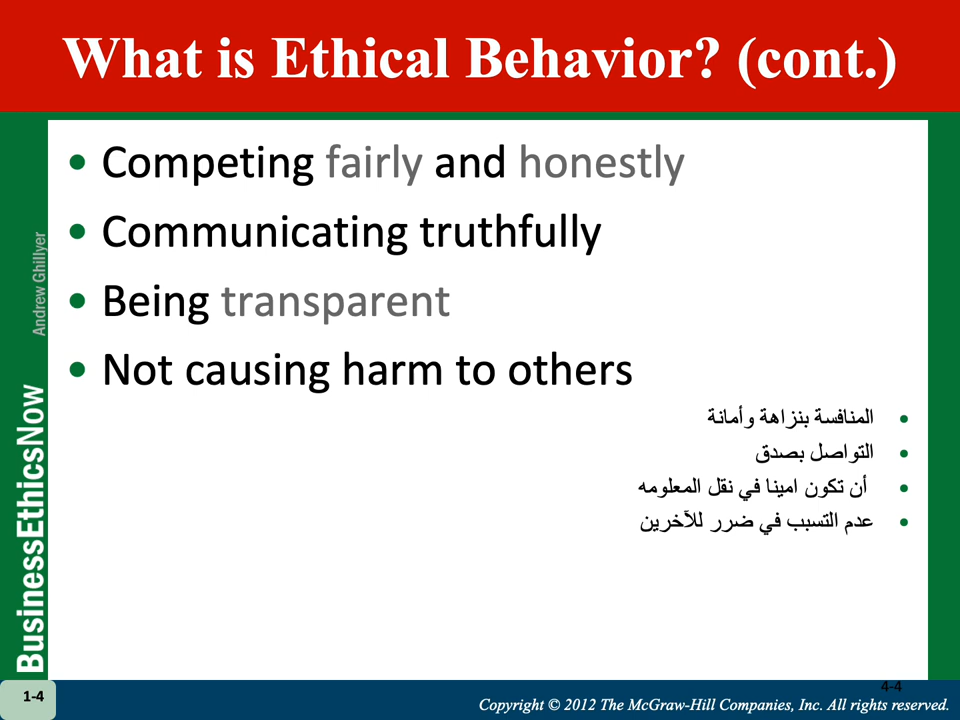 What is Ethical Behavior? (cont.)
• Competing fairly and honestly
• Communicating truthfully
• Being transparent
• Not causing harm to others
• المنافسة بنزاهة وأمانة
• التواصل بصدق
• أن تكون امينا في نقل المعلومه
• عدم التسبب في ضرر للآخرين
Andrew Ghillyer
BusinessEthicsNow
1-4
4-4
Copyright © 2012 The McGraw-Hill Companies, Inc. All rights reserved.